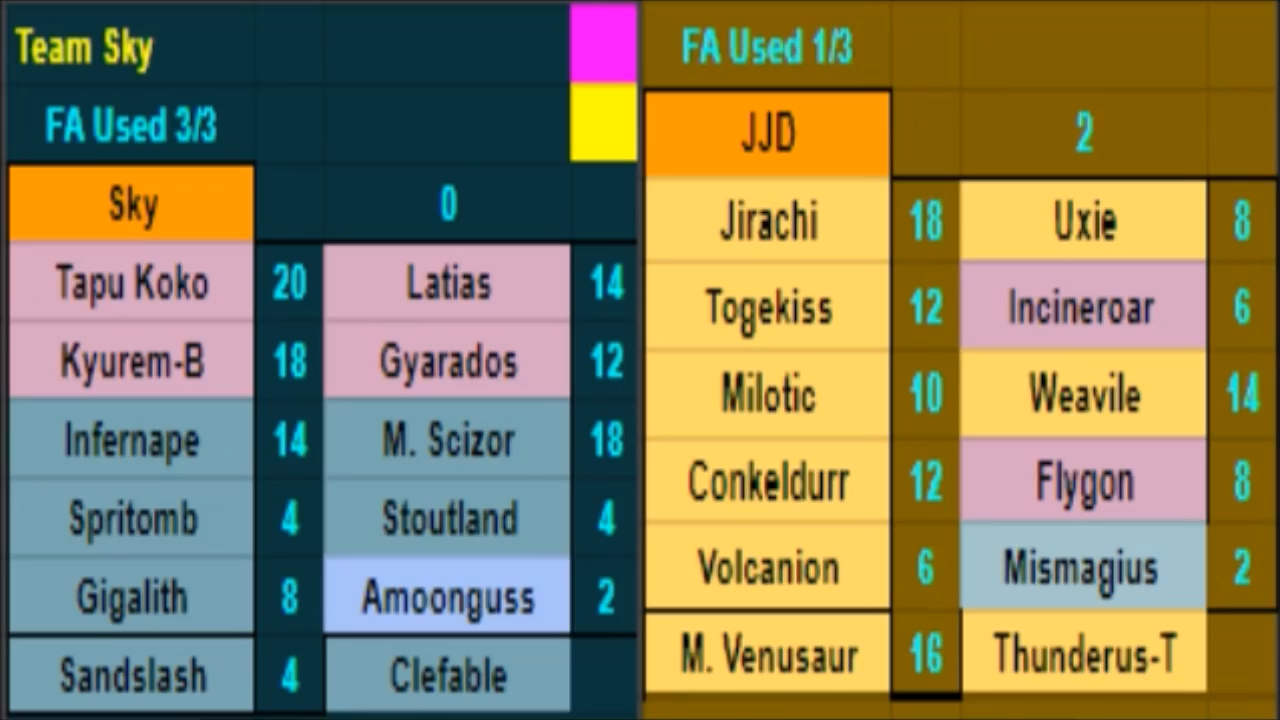 Team Sky
FA Used 3/3
Sky 0
Tapu Koko 20 Latias 14
Kyurem-B 18 Gyarados 12
Infernape 14 M. Scizor 18
Spritomb 4 Stoutland 4
Gigalith 8 Amoonguss 2
Sandslash 4 Clefable
FA Used 1/3
JJD 2
Jirachi 18 Uxie 8
Togekiss 12 Incineroar 6
Milotic 10 Weavile 14
Conkeldurr 12 Flygon 8
Volcanion 6 Mismagius 2
M. Venusaur 16 Thunderus-T